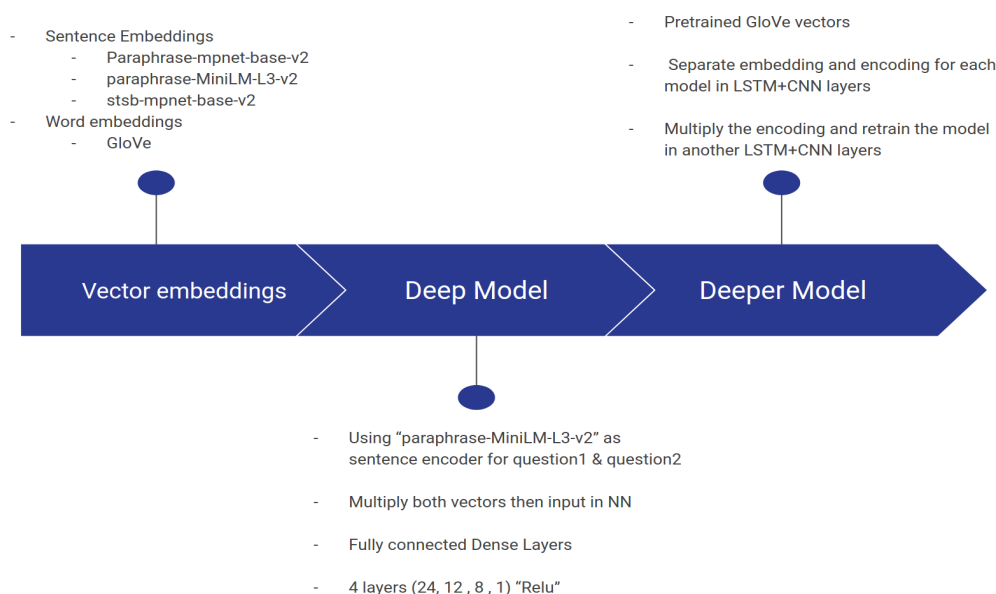 - Sentence Embeddings
- Paraphrase-mpnet-base-v2
- paraphrase-MiniLM-L3-v2
- stsb-mpnet-base-v2
- Word embeddings
- GloVe
- Pretrained GloVe vectors
- Separate embedding and encoding for each
model in LSTM+CNN layers
- Multiply the encoding and retrain the model
in another LSTM+CNN layers
Vector embeddings
Deep Model
Deeper Model
- Using “paraphrase-MiniLM-L3-v2” as
sentence encoder for question1 & question2
- Multiply both vectors then input in NN
- Fully connected Dense Layers
- 4 layers (24, 12 , 8 , 1) “Relu”